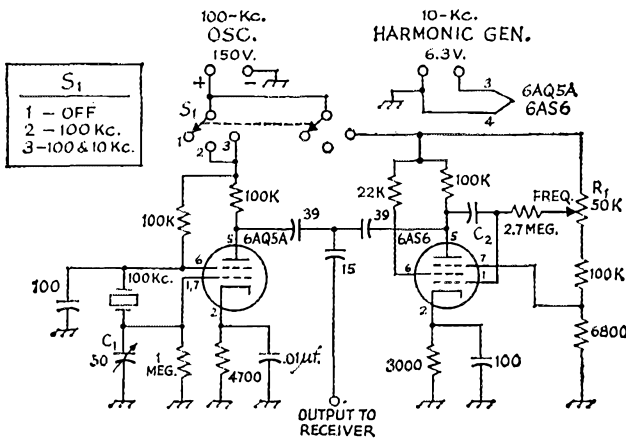 100-Kc.
OSC.
150V.
+
-
10-Kc.
HARMONIC GEN.
6.3V.
3
4
6AQ5A
6AS6
S1
1 - OFF
2 - 100 Kc.
3 - 100 & 10 Kc.
S1
1
2
3
100K
100K
22K
100K
FREQ.
R1
50K
39
39
C2
2.7 MEG.
6AQ5A
6AS6
5
6
1,7
2
5
6
7
1
2
15
100K
6800
100
100Kc.
C1
50
1
MEG.
4700
.01µf.
3000
100
OUTPUT TO
RECEIVER